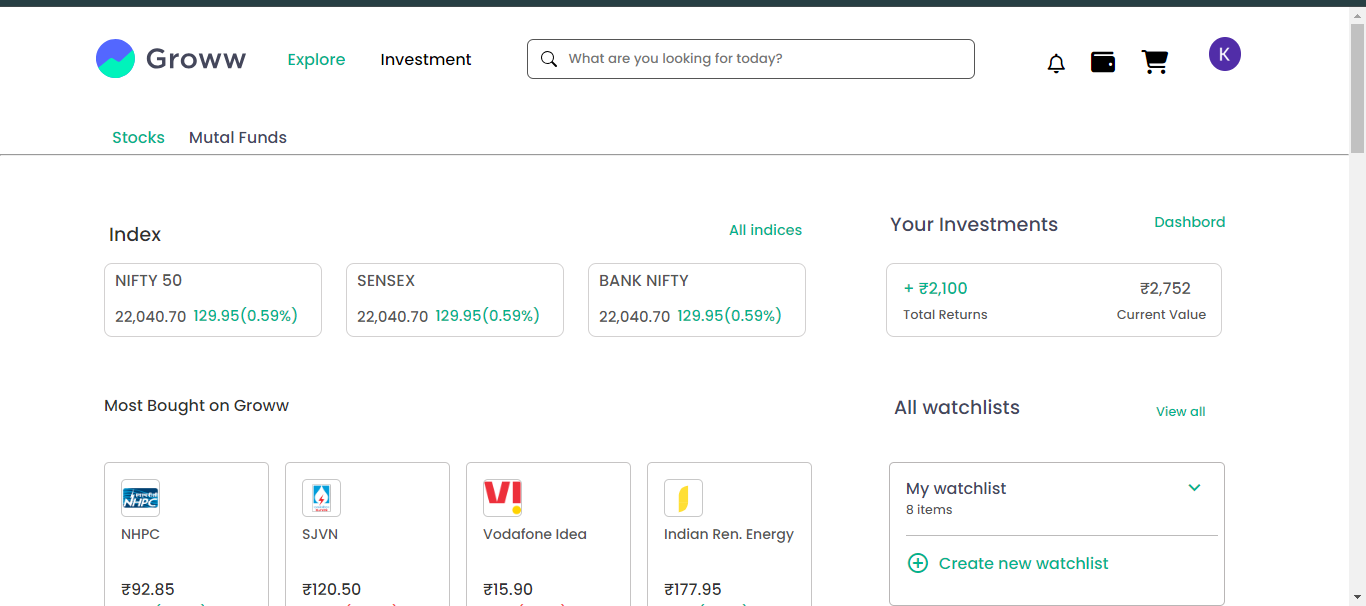 Groww
Explore
Investment
What are you looking for today?
K
Stocks
Mutal Funds
Index
All indices
NIFTY 50
22,040.70 129.95(0.59%)
SENSEX
22,040.70 129.95(0.59%)
BANK NIFTY
22,040.70 129.95(0.59%)
Your Investments
Dashbord
+ ₹2,100
Total Returns
₹2,752
Current Value
Most Bought on Groww
NHPC
NHPC
₹92.85
SJVN
₹120.50
VI
Vodafone Idea
₹15.90
Indian Ren. Energy
₹177.95
All watchlists
View all
My watchlist
8 items
Create new watchlist